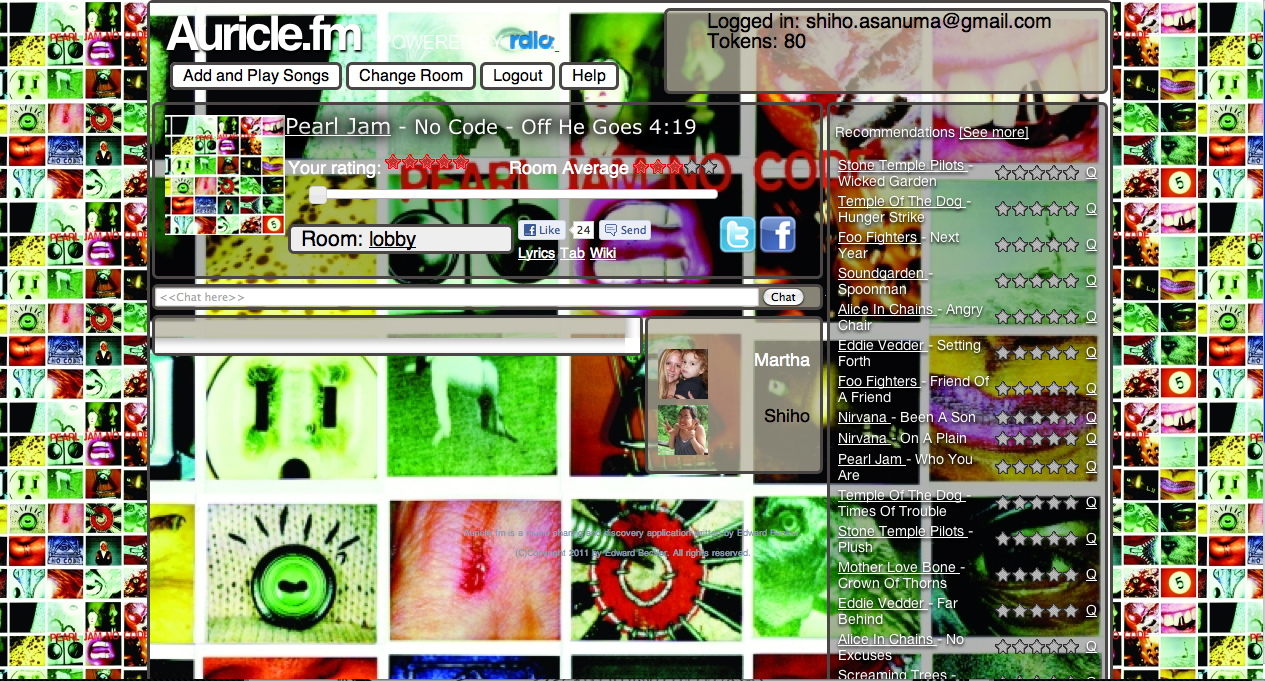 Auricle.fm POWERED BY rdio
Logged in: shiho.asanuma@gmail.com
Tokens: 80
Add and Play Songs
Change Room
Logout
Help
Pearl Jam - No Code - Off He Goes 4:19
Your rating:
Room Average
PEARL JAM NO CODE
Room: lobby
Like
24
Send
Lyrics Tab Wiki
<<Chat here>>
Chat
Martha
Shiho
Recommendations [See more]
Stone Temple Pilots -
Wicked Garden
Q
Temple Of The Dog -
Hunger Strike
Q
Foo Fighters - Next
Year
Q
Soundgarden -
Spoonman
Q
Alice In Chains - Angry
Chair
Q
Eddie Vedder - Setting
Forth
Q
Foo Fighters - Friend Of
A Friend
Q
Nirvana - Been A Son
Q
Nirvana - On A Plain
Q
Pearl Jam - Who You
Are
Q
Temple Of The Dog -
Times Of Trouble
Q
Stone Temple Pilots -
Plush
Q
Mother Love Bone -
Crown Of Thorns
Q
Eddie Vedder - Far
Behind
Q
Alice In Chains - No
Excuses
Q
Screaming Trees -
Auricle.fm is a music sharing and discovery application written by Edward Becker
(C)Copyright 2011 by Edward Becker. All rights reserved.